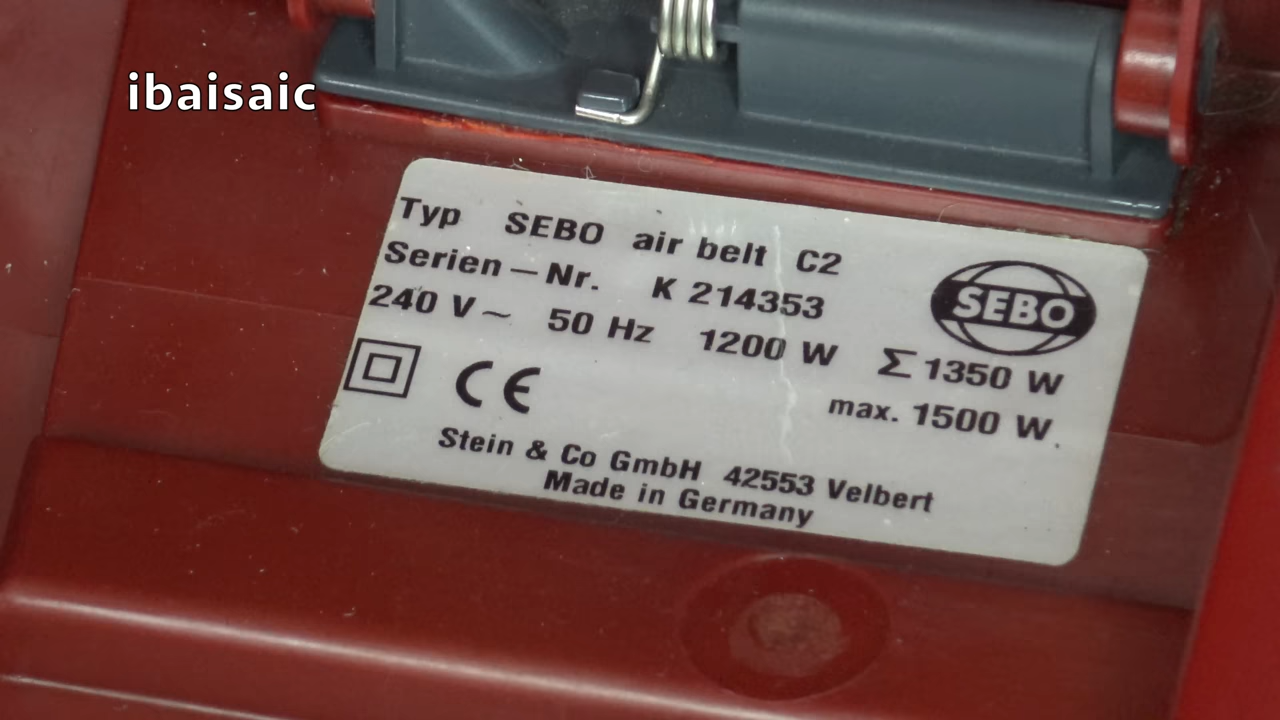 ibaisaic
Typ SEBO air belt C2
Serien – Nr. K 214353
SEBO
240 V ~ 50 Hz 1200 W Σ 1350 W
max. 1500 W
CE
Stein & Co GmbH 42553 Velbert
Made in Germany